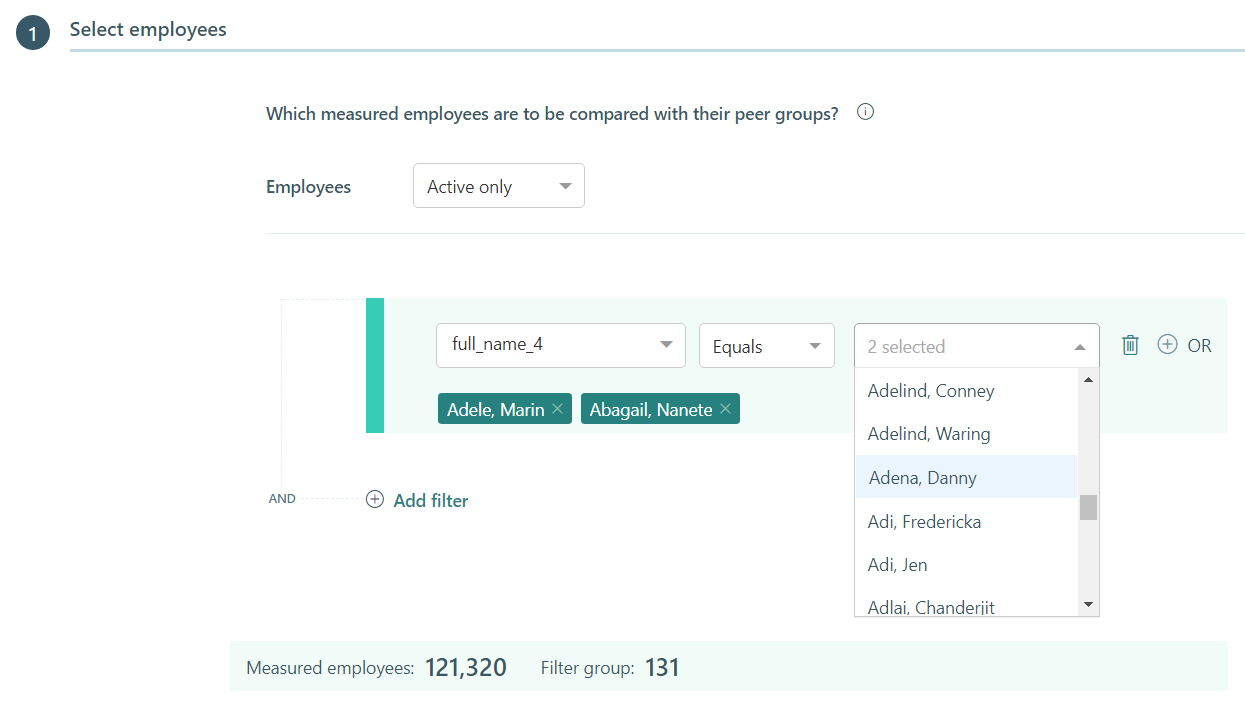 1 Select employees
Which measured employees are to be compared with their peer groups?
Employees Active only
full_name_4 Equals 2 selected OR
Adele, Marin Abagail, Nanete
Adelind, Conney
Adelind, Waring
Adena, Danny
Adi, Fredericka
Adi, Jen
Adlai, Chanderjit
AND Add filter
Measured employees: 121,320 Filter group: 131